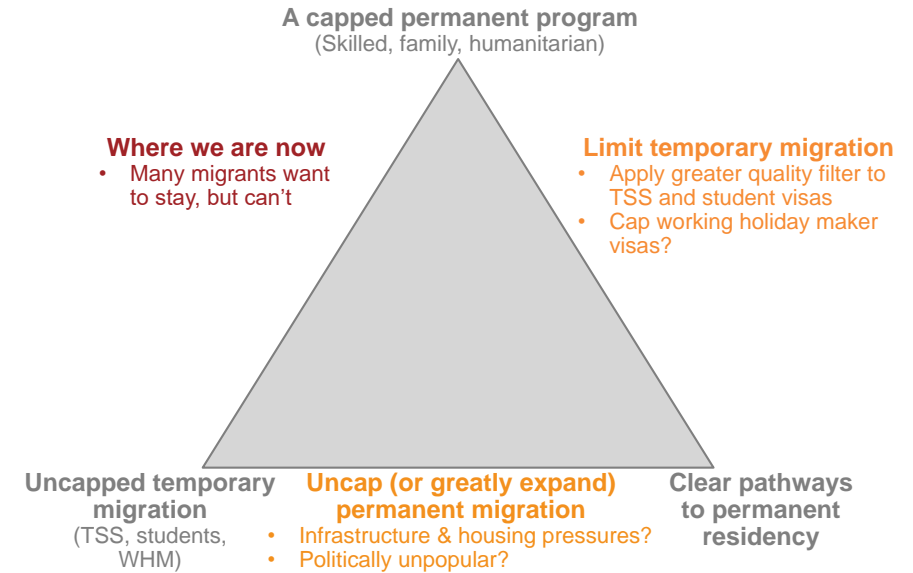 A capped permanent program
(Skilled, family, humanitarian)
Where we are now
• Many migrants want
to stay, but can't
Limit temporary migration
• Apply greater quality filter to
TSS and student visas
• Cap working holiday maker
visas?
Uncapped temporary
migration
(TSS, students,
WHM)
Uncap (or greatly expand)
permanent migration
• Infrastructure & housing pressures?
• Politically unpopular?
Clear pathways
to permanent
residency